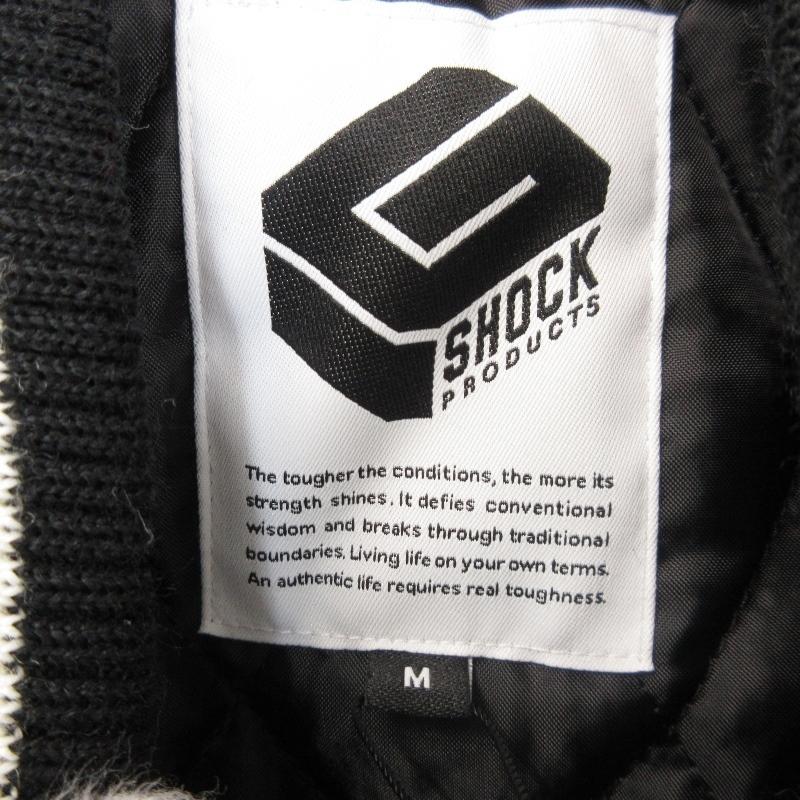 G
SHOCK
PRODUCTS
The tougher the conditions, the more its
strength shines. It defies conventional
wisdom and breaks through traditional
boundaries. Living life on your own terms.
An authentic life requires real toughness.
M